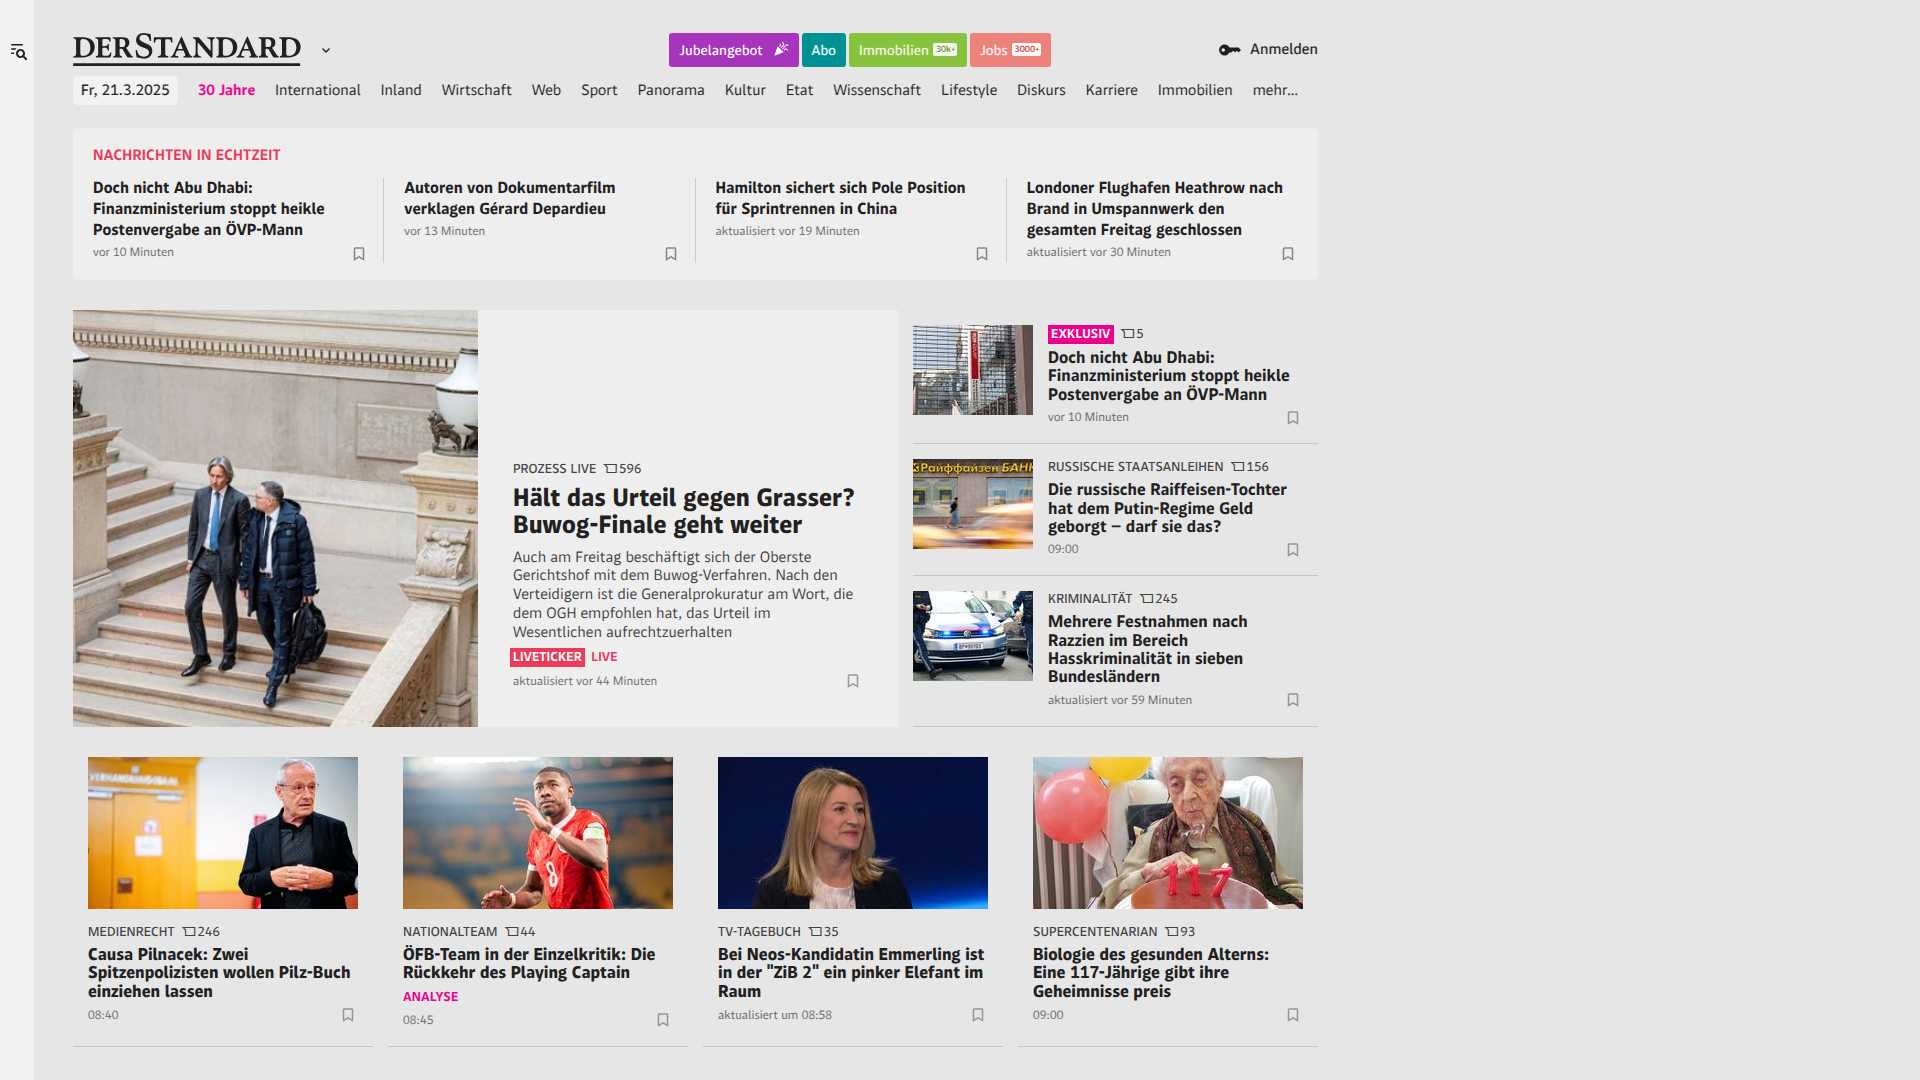 DERSTANDARD
Jubelangebot
Abo
Immobilien 30k+
Jobs 3000+
Anmelden
Fr, 21.3.2025
30 Jahre
International
Inland
Wirtschaft
Web
Sport
Panorama
Kultur
Etat
Wissenschaft
Lifestyle
Diskurs
Karriere
Immobilien
mehr...
NACHRICHTEN IN ECHTZEIT
Doch nicht Abu Dhabi:
Finanzministerium stoppt heikle
Postenvergabe an ÖVP-Mann
vor 10 Minuten
Autoren von Dokumentarfilm
verklagen Gérard Depardieu
vor 13 Minuten
Hamilton sichert sich Pole Position
für Sprintrennen in China
aktualisiert vor 19 Minuten
Londoner Flughafen Heathrow nach
Brand in Umspannwerk den
gesamten Freitag geschlossen
aktualisiert vor 30 Minuten
PROZESS LIVE 596
Hält das Urteil gegen Grasser?
Buwog-Finale geht weiter
Auch am Freitag beschäftigt sich der Oberste
Gerichtshof mit dem Buwog-Verfahren. Nach den
Verteidigern ist die Generalprokuratur am Wort, die
dem OGH empfohlen hat, das Urteil im
Wesentlichen aufrechtzuerhalten
LIVETICKER LIVE
aktualisiert vor 44 Minuten
EXKLUSIV 5
Doch nicht Abu Dhabi:
Finanzministerium stoppt heikle
Postenvergabe an ÖVP-Mann
vor 10 Minuten
Райффайзен БАНК
RUSSISCHE STAATSANLEIHEN 156
Die russische Raiffeisen-Tochter
hat dem Putin-Regime Geld
geborgt – darf sie das?
09:00
KRIMINALITÄT 245
Mehrere Festnahmen nach
Razzien im Bereich
Hasskriminalität in sieben
Bundesländern
aktualisiert vor 59 Minuten
VERHANDLUNGSSAAL
MEDIENRECHT 246
Causa Pilnacek: Zwei
Spitzenpolizisten wollen Pilz-Buch
einziehen lassen
08:40
8
NATIONALTEAM 44
ÖFB-Team in der Einzelkritik: Die
Rückkehr des Playing Captain
ANALYSE
08:45
TV-TAGEBUCH 35
Bei Neos-Kandidatin Emmerling ist
in der "ZiB 2" ein pinker Elefant im
Raum
aktualisiert um 08:58
117
SUPERCENTENARIAN 93
Biologie des gesunden Alterns:
Eine 117-Jährige gibt ihre
Geheimnisse preis
09:00